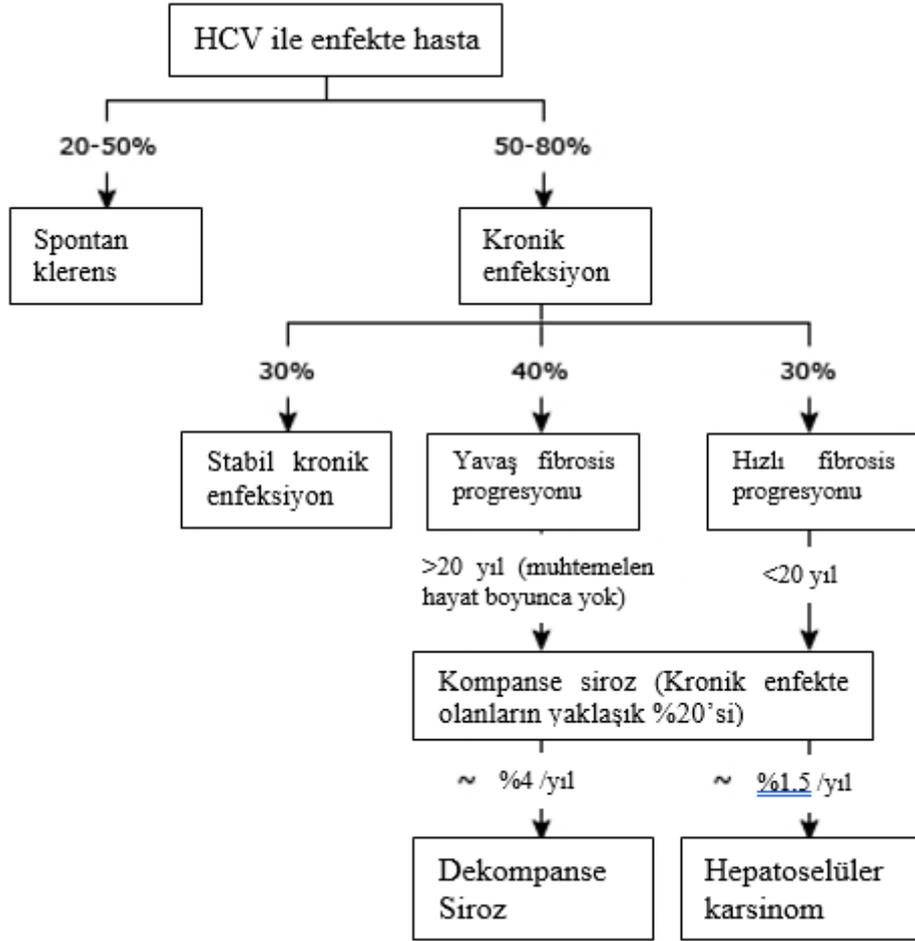 HCV ile enfekte hasta
20-50%
50-80%
Spontan
klerens
Kronik
enfeksiyon
30%
40%
30%
Stabil kronik
enfeksiyon
Yavaş fibrosis
progresyonu
Hızlı fibrosis
progresyonu
>20 yıl (muhtemelen
hayat boyunca yok)
<20 yıl
Kompanse siroz (Kronik enfekte
olanların yaklaşık %20’si)
~ %4 /yıl
~ %1.5 /yıl
Dekompanse
Siroz
Hepatoselüler
karsinom